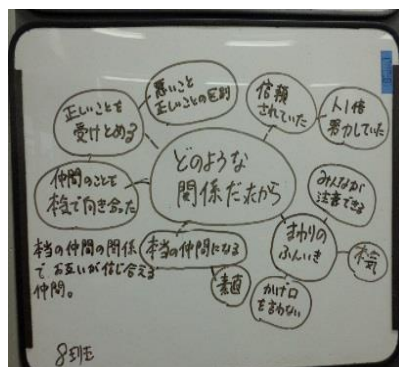 悪いこと
正しいことの区別
正しいことを
受けとめる
信頼
されていた
人1倍
努力していた
どのような
関係だったから
仲間のことで
本気で向き合った
みんなが
注意できる
まわりの
ふんいき
本気
かげ口
を言わない
本当の仲間になる
素直
本当の仲間の関係
で、お互いが信じ合える
仲間。
8班